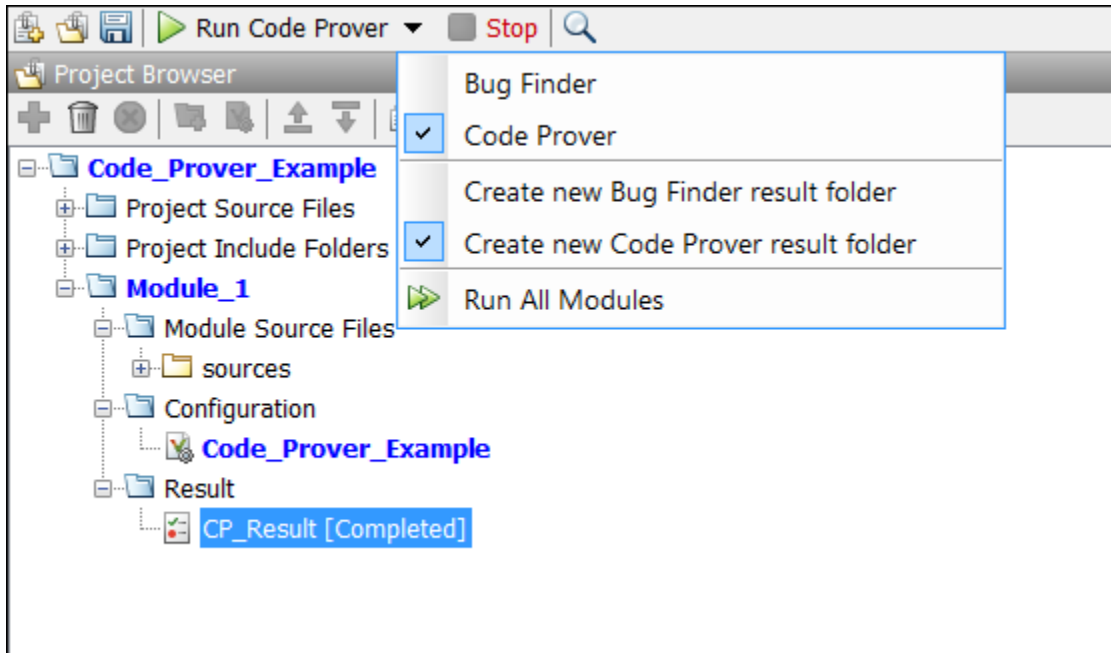 Run Code Prover Stop
Project Browser
Bug Finder
Code Prover
Create new Bug Finder result folder
Create new Code Prover result folder
Run All Modules
Code_Prover_Example
Project Source Files
Project Include Folders
Module_1
Module Source Files
sources
Configuration
Code_Prover_Example
Result
CP_Result [Completed]